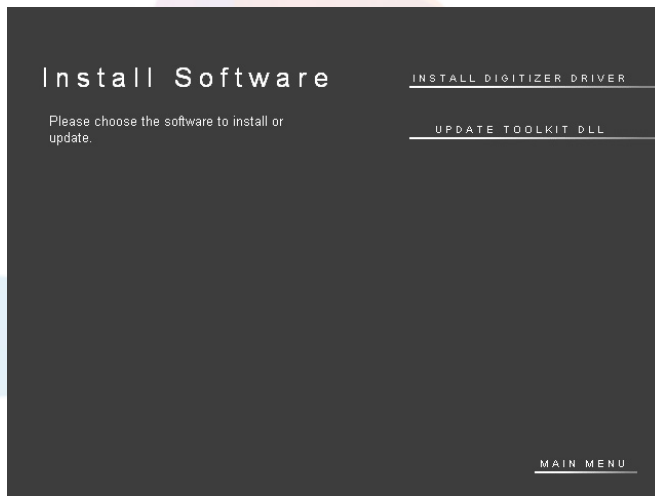 Install Software
Please choose the software to install or
update.
INSTALL DIGITIZER DRIVER
UPDATE TOOLKIT DLL
MAIN MENU